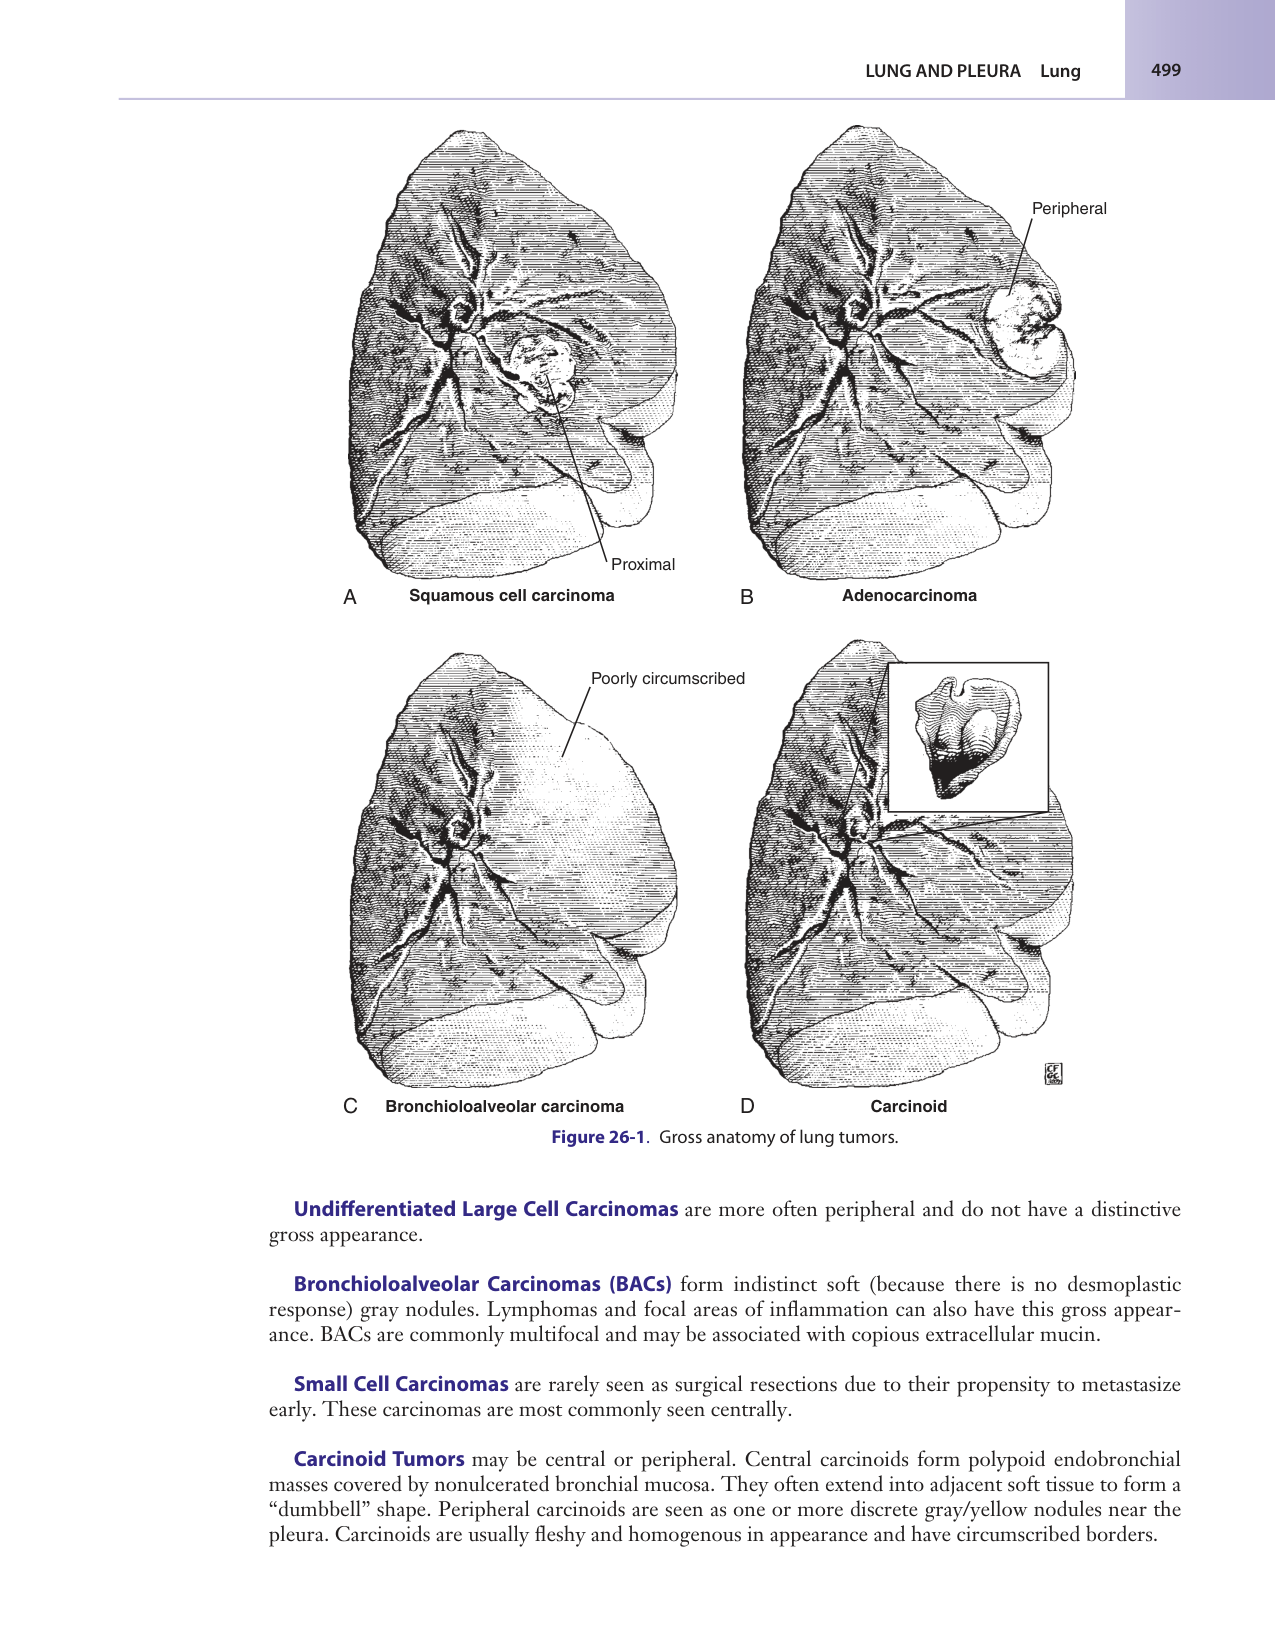 LUNG AND PLEURA Lung 499
Peripheral
Proximal
A Squamous cell carcinoma
B Adenocarcinoma
Poorly circumscribed
C Bronchioloalveolar carcinoma
D Carcinoid
CF
GC
Figure 26-1. Gross anatomy of lung tumors.
Undifferentiated Large Cell Carcinomas are more often peripheral and do not have a distinctive
gross appearance.
Bronchioloalveolar Carcinomas (BACs) form indistinct soft (because there is no desmoplastic
response) gray nodules. Lymphomas and focal areas of inflammation can also have this gross appear-
ance. BACs are commonly multifocal and may be associated with copious extracellular mucin.
Small Cell Carcinomas are rarely seen as surgical resections due to their propensity to metastasize
early. These carcinomas are most commonly seen centrally.
Carcinoid Tumors may be central or peripheral. Central carcinoids form polypoid endobronchial
masses covered by nonulcerated bronchial mucosa. They often extend into adjacent soft tissue to form a
“dumbbell” shape. Peripheral carcinoids are seen as one or more discrete gray/yellow nodules near the
pleura. Carcinoids are usually fleshy and homogenous in appearance and have circumscribed borders.